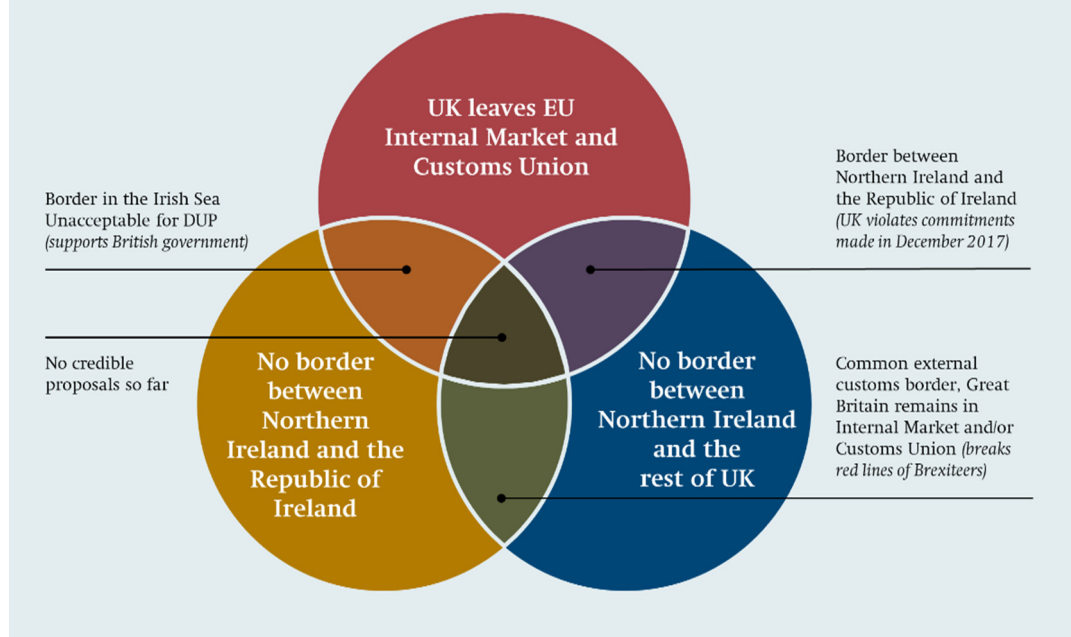 UK leaves EU
Internal Market and
Customs Union
Border in the Irish Sea
Unacceptable for DUP
(supports British government)
Border between
Northern Ireland and
the Republic of Ireland
(UK violates commitments
made in December 2017)
No credible
proposals so far
No border
between
Northern
Ireland and the
Republic of
Ireland
No border
between
Northern Ireland
and the
rest of UK
Common external
customs border, Great
Britain remains in
Internal Market and/or
Customs Union (breaks
red lines of Brexiteers)